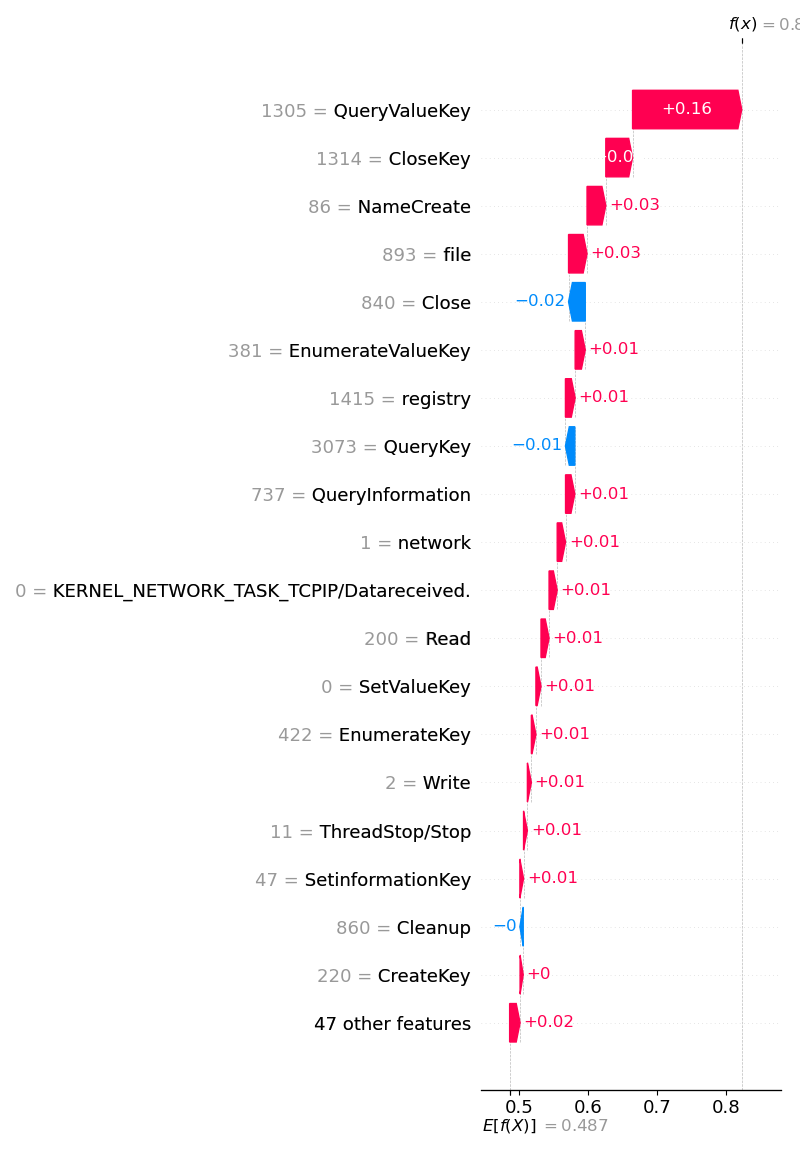 f(x) = 0.8
1305 = QueryValueKey +0.16
1314 = CloseKey
86 = NameCreate +0.03
893 = file +0.03
840 = Close −0.02
381 = EnumerateValueKey +0.01
1415 = registry +0.01
3073 = QueryKey −0.01
737 = QueryInformation +0.01
1 = network +0.01
0 = KERNEL_NETWORK_TASK_TCPIP/Datareceived. +0.01
200 = Read +0.01
0 = SetValueKey +0.01
422 = EnumerateKey +0.01
2 = Write +0.01
11 = ThreadStop/Stop +0.01
47 = SetinformationKey +0.01
860 = Cleanup −0
220 = CreateKey +0
47 other features +0.02
0.5 0.6 0.7 0.8
E[f(X)] = 0.487